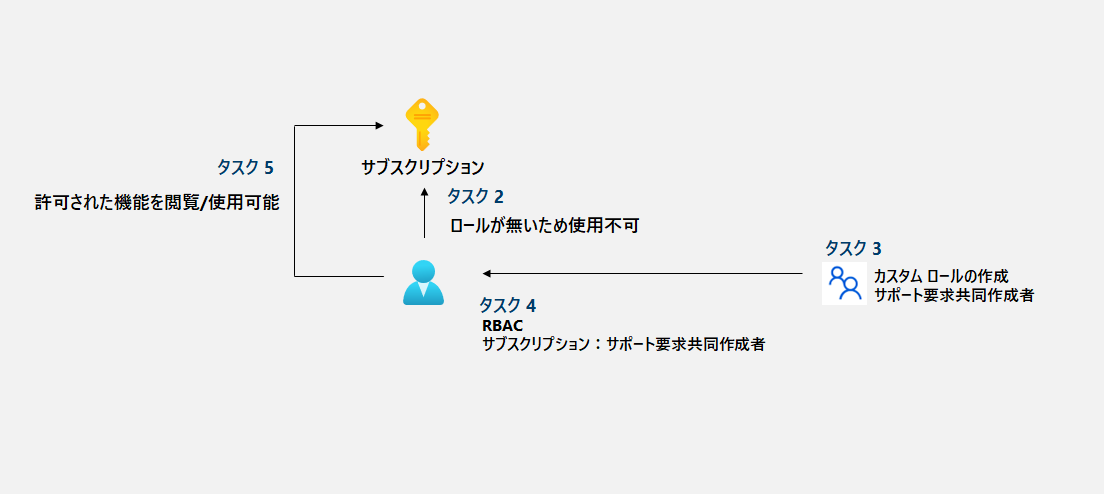 タスク 5
許可された機能を閲覧/使用可能
サブスクリプション
タスク 2
ロールが無いため使用不可
タスク 3
カスタム ロールの作成
サポート要求共同作成者
タスク 4
RBAC
サブスクリプション：サポート要求共同作成者